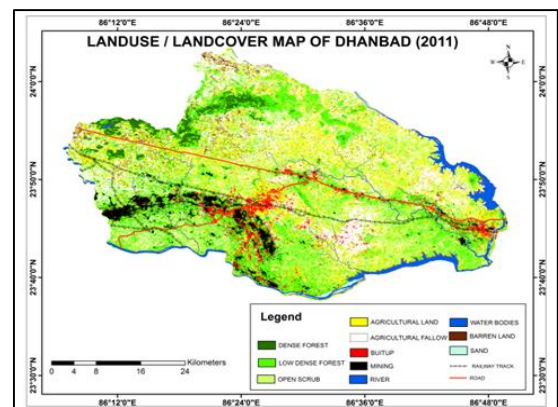 86°12'0"E 86°24'0"E 86°36'0"E 86°48'0"E
LANDUSE / LANDCOVER MAP OF DHANBAD (2011)
N
W E
S
24°0'0"N 24°0'0"N
23°50'0"N 23°50'0"N
23°40'0"N 23°40'0"N
23°30'0"N 23°30'0"N
Legend
DENSE FOREST
LOW DENSE FOREST
OPEN SCRUB
AGRICULTURAL LAND
AGRICULTURAL FALLOW
BUITUP
MINING
RIVER
WATER BODIES
BARREN LAND
SAND
RAILWAY TRACK
ROAD
Kilometers
0 4 8 16 24
86°12'0"E 86°24'0"E 86°36'0"E 86°48'0"E